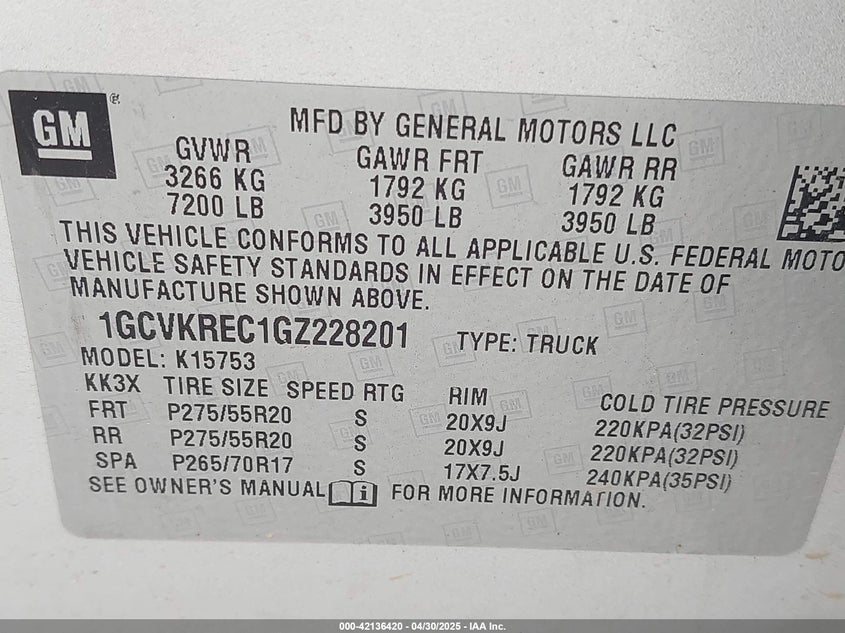 GM
MFD BY GENERAL MOTORS LLC
GVWR GAWR FRT GAWR RR
3266 KG 1792 KG 1792 KG
7200 LB 3950 LB 3950 LB
THIS VEHICLE CONFORMS TO ALL APPLICABLE U.S. FEDERAL MOTO
VEHICLE SAFETY STANDARDS IN EFFECT ON THE DATE OF
MANUFACTURE SHOWN ABOVE.
1GCVKREC1GZ228201 TYPE: TRUCK
MODEL: K15753
KK3X TIRE SIZE SPEED RTG RIM COLD TIRE PRESSURE
FRT P275/55R20 S 20X9J 220KPA(32PSI)
RR P275/55R20 S 20X9J 220KPA(32PSI)
SPA P265/70R17 S 17X7.5J 240KPA(35PSI)
SEE OWNER'S MANUAL i FOR MORE INFORMATION.
000-42136420 - 04/30/2025 - IAA Inc.